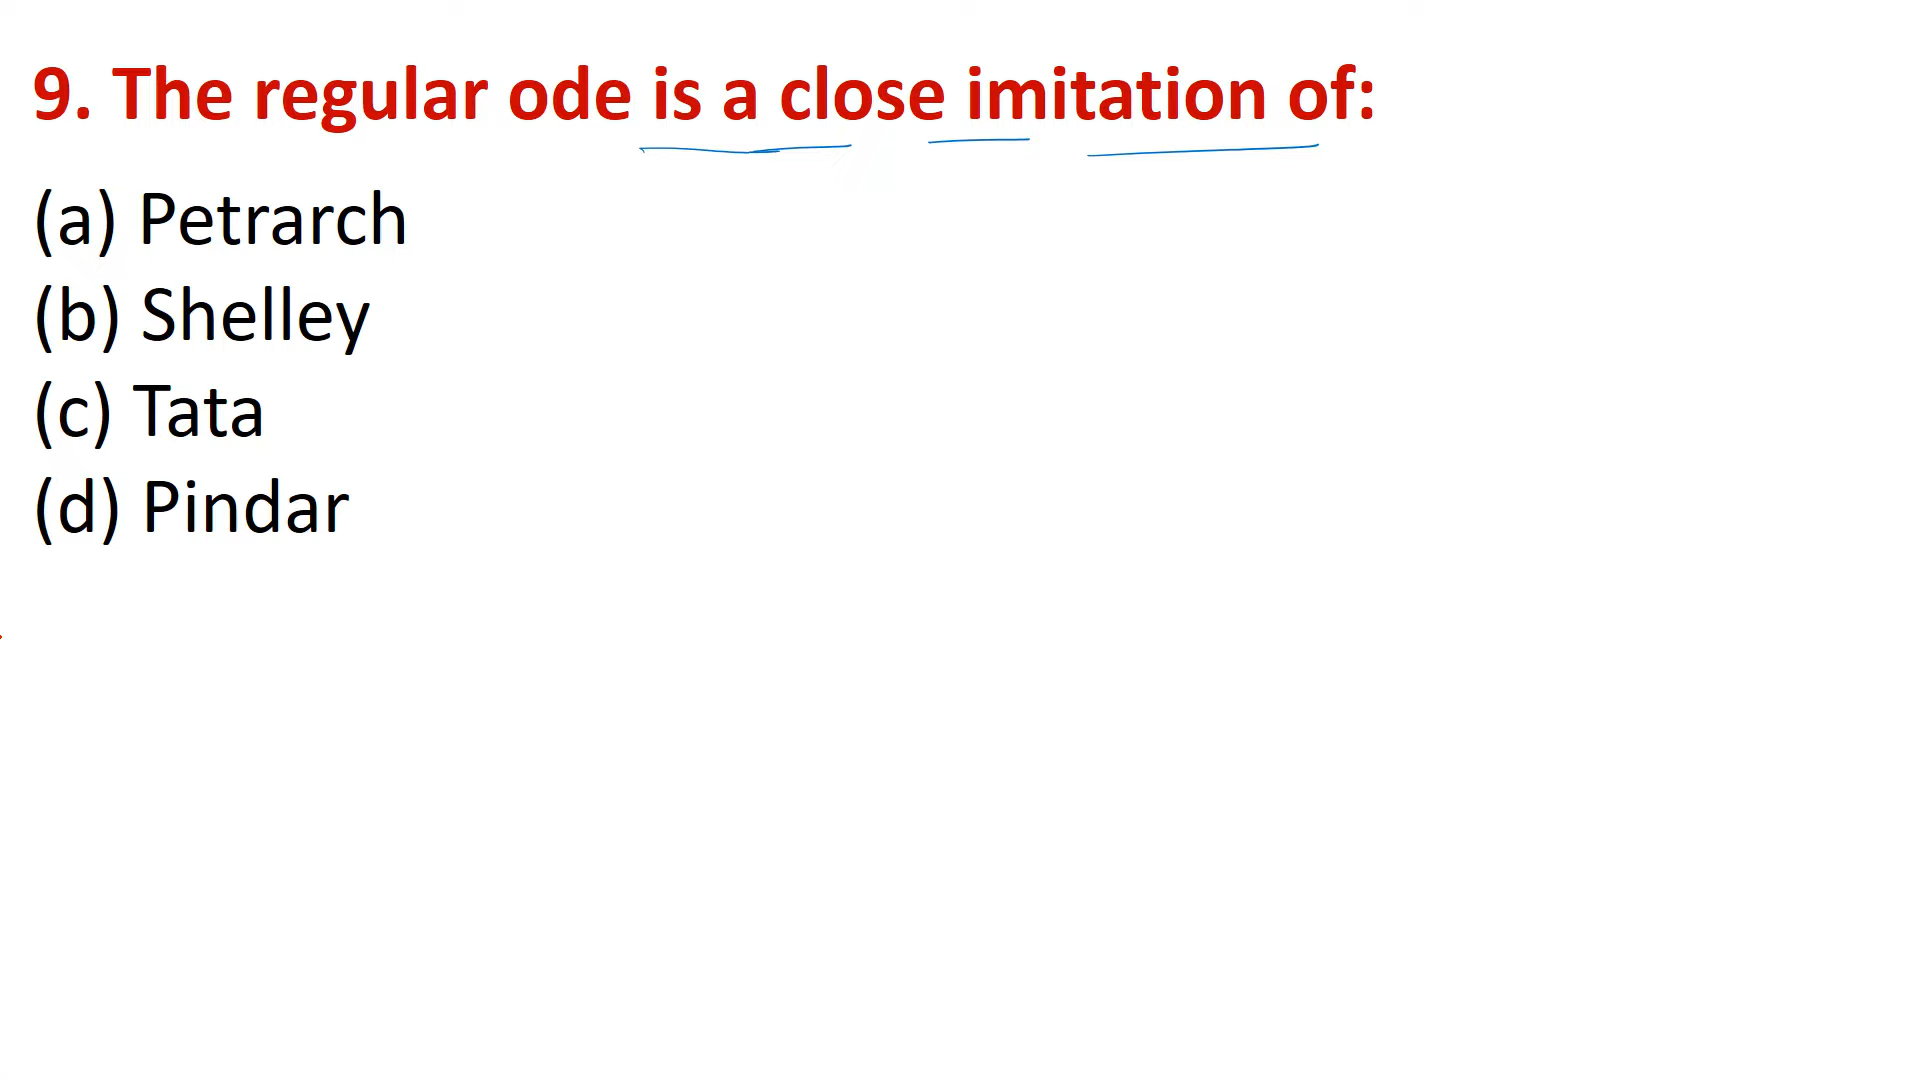 9. The regular ode is a close imitation of:
(a) Petrarch
(b) Shelley
(c) Tata
(d) Pindar